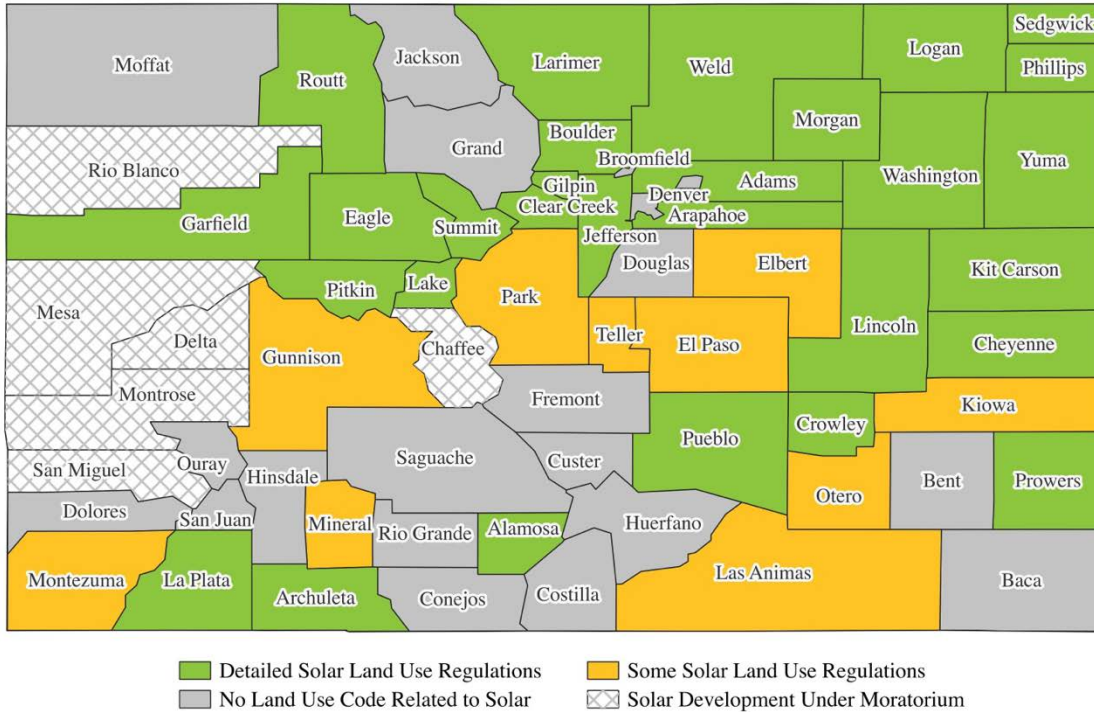 Sedgwick
Moffat
Jackson
Larimer
Weld
Logan
Phillips
Routt
Morgan
Boulder
Grand
Broomfield
Yuma
Rio Blanco
Washington
Gilpin
Denver
Adams
Clear Creek
Arapahoe
Garfield
Eagle
Summit
Jefferson
Douglas
Elbert
Kit Carson
Pitkin
Lake
Park
Mesa
Lincoln
Teller
Delta
Chaffee
El Paso
Cheyenne
Gunnison
Montrose
Fremont
Kiowa
Crowley
Pueblo
Saguache
Custer
San Miguel
Ouray
Hinsdale
Bent
Prowers
Otero
Dolores
San Juan
Mineral
Rio Grande
Alamosa
Huerfano
Montezuma
La Plata
Las Animas
Archuleta
Conejos
Costilla
Baca
Detailed Solar Land Use Regulations
Some Solar Land Use Regulations
No Land Use Code Related to Solar
Solar Development Under Moratorium